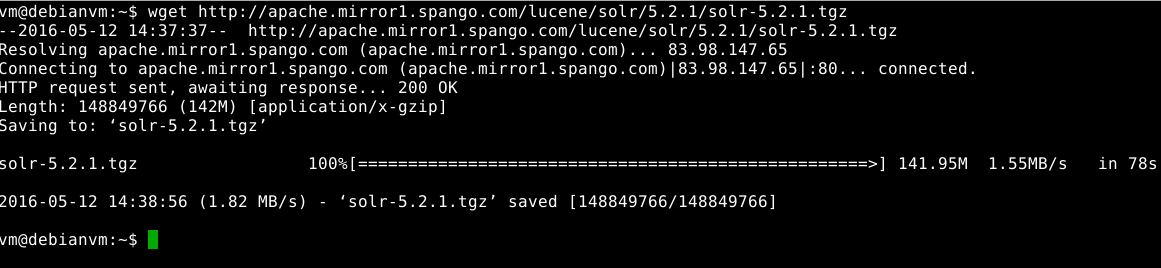 vm@debianvm:~$ wget http://apache.mirror1.spango.com/lucene/solr/5.2.1/solr-5.2.1.tgz
--2016-05-12 14:37:37--  http://apache.mirror1.spango.com/lucene/solr/5.2.1/solr-5.2.1.tgz
Resolving apache.mirror1.spango.com (apache.mirror1.spango.com)... 83.98.147.65
Connecting to apache.mirror1.spango.com (apache.mirror1.spango.com)|83.98.147.65|:80... connected.
HTTP request sent, awaiting response... 200 OK
Length: 148849766 (142M) [application/x-gzip]
Saving to: ‘solr-5.2.1.tgz’
solr-5.2.1.tgz                 100%[===================================================>] 141.95M  1.55MB/s   in 78s
2016-05-12 14:38:56 (1.82 MB/s) - ‘solr-5.2.1.tgz’ saved [148849766/148849766]
vm@debianvm:~$